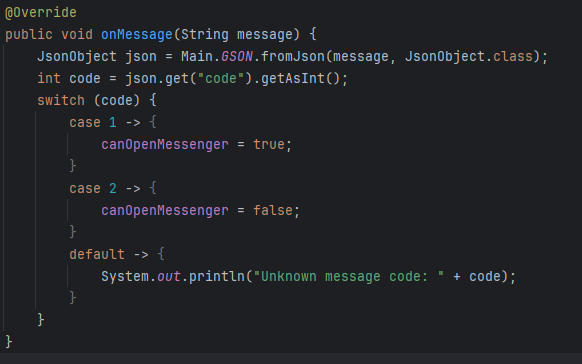 @Override
public void onMessage(String message) {
    JsonObject json = Main.GSON.fromJson(message, JsonObject.class);
    int code = json.get("code").getAsInt();
    switch (code) {
        case 1 -> {
            canOpenMessenger = true;
        }
        case 2 -> {
            canOpenMessenger = false;
        }
        default -> {
            System.out.println("Unknown message code: " + code);
        }
    }
}